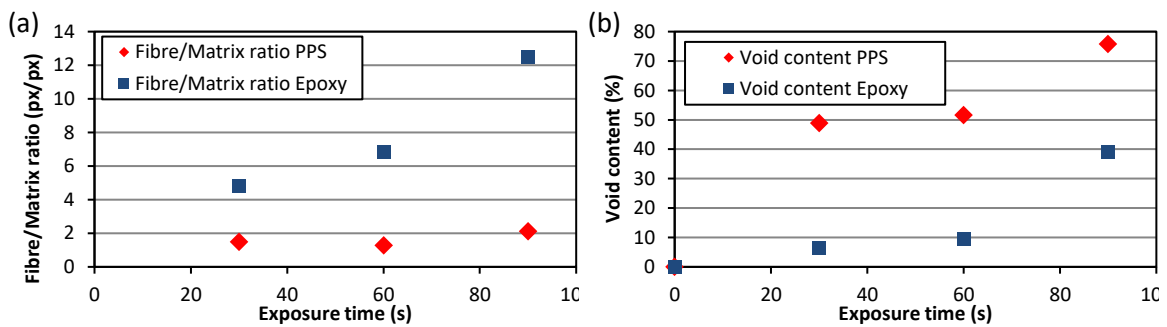 (a)
Fibre/Matrix ratio (px/px)
14
12
10
8
6
4
2
0
Fibre/Matrix ratio PPS
Fibre/Matrix ratio Epoxy
0
20
40
60
80
10
Exposure time (s)
(b)
Void content (%)
80
70
60
50
40
30
20
10
0
Void content PPS
Void content Epoxy
0
20
40
60
80
10
Exposure time (s)